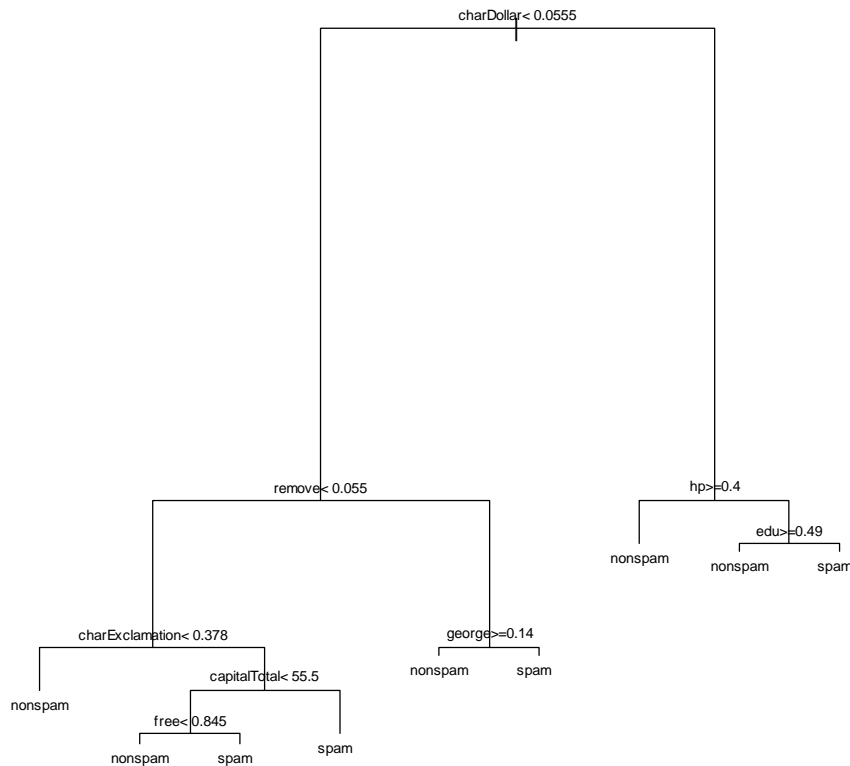 charDollar< 0.0555
remove< 0.055
hp>=0.4
edu>=0.49
nonspam
nonspam
spam
charExclamation< 0.378
george>=0.14
nonspam
spam
capitalTotal< 55.5
nonspam
free< 0.845
spam
nonspam
spam